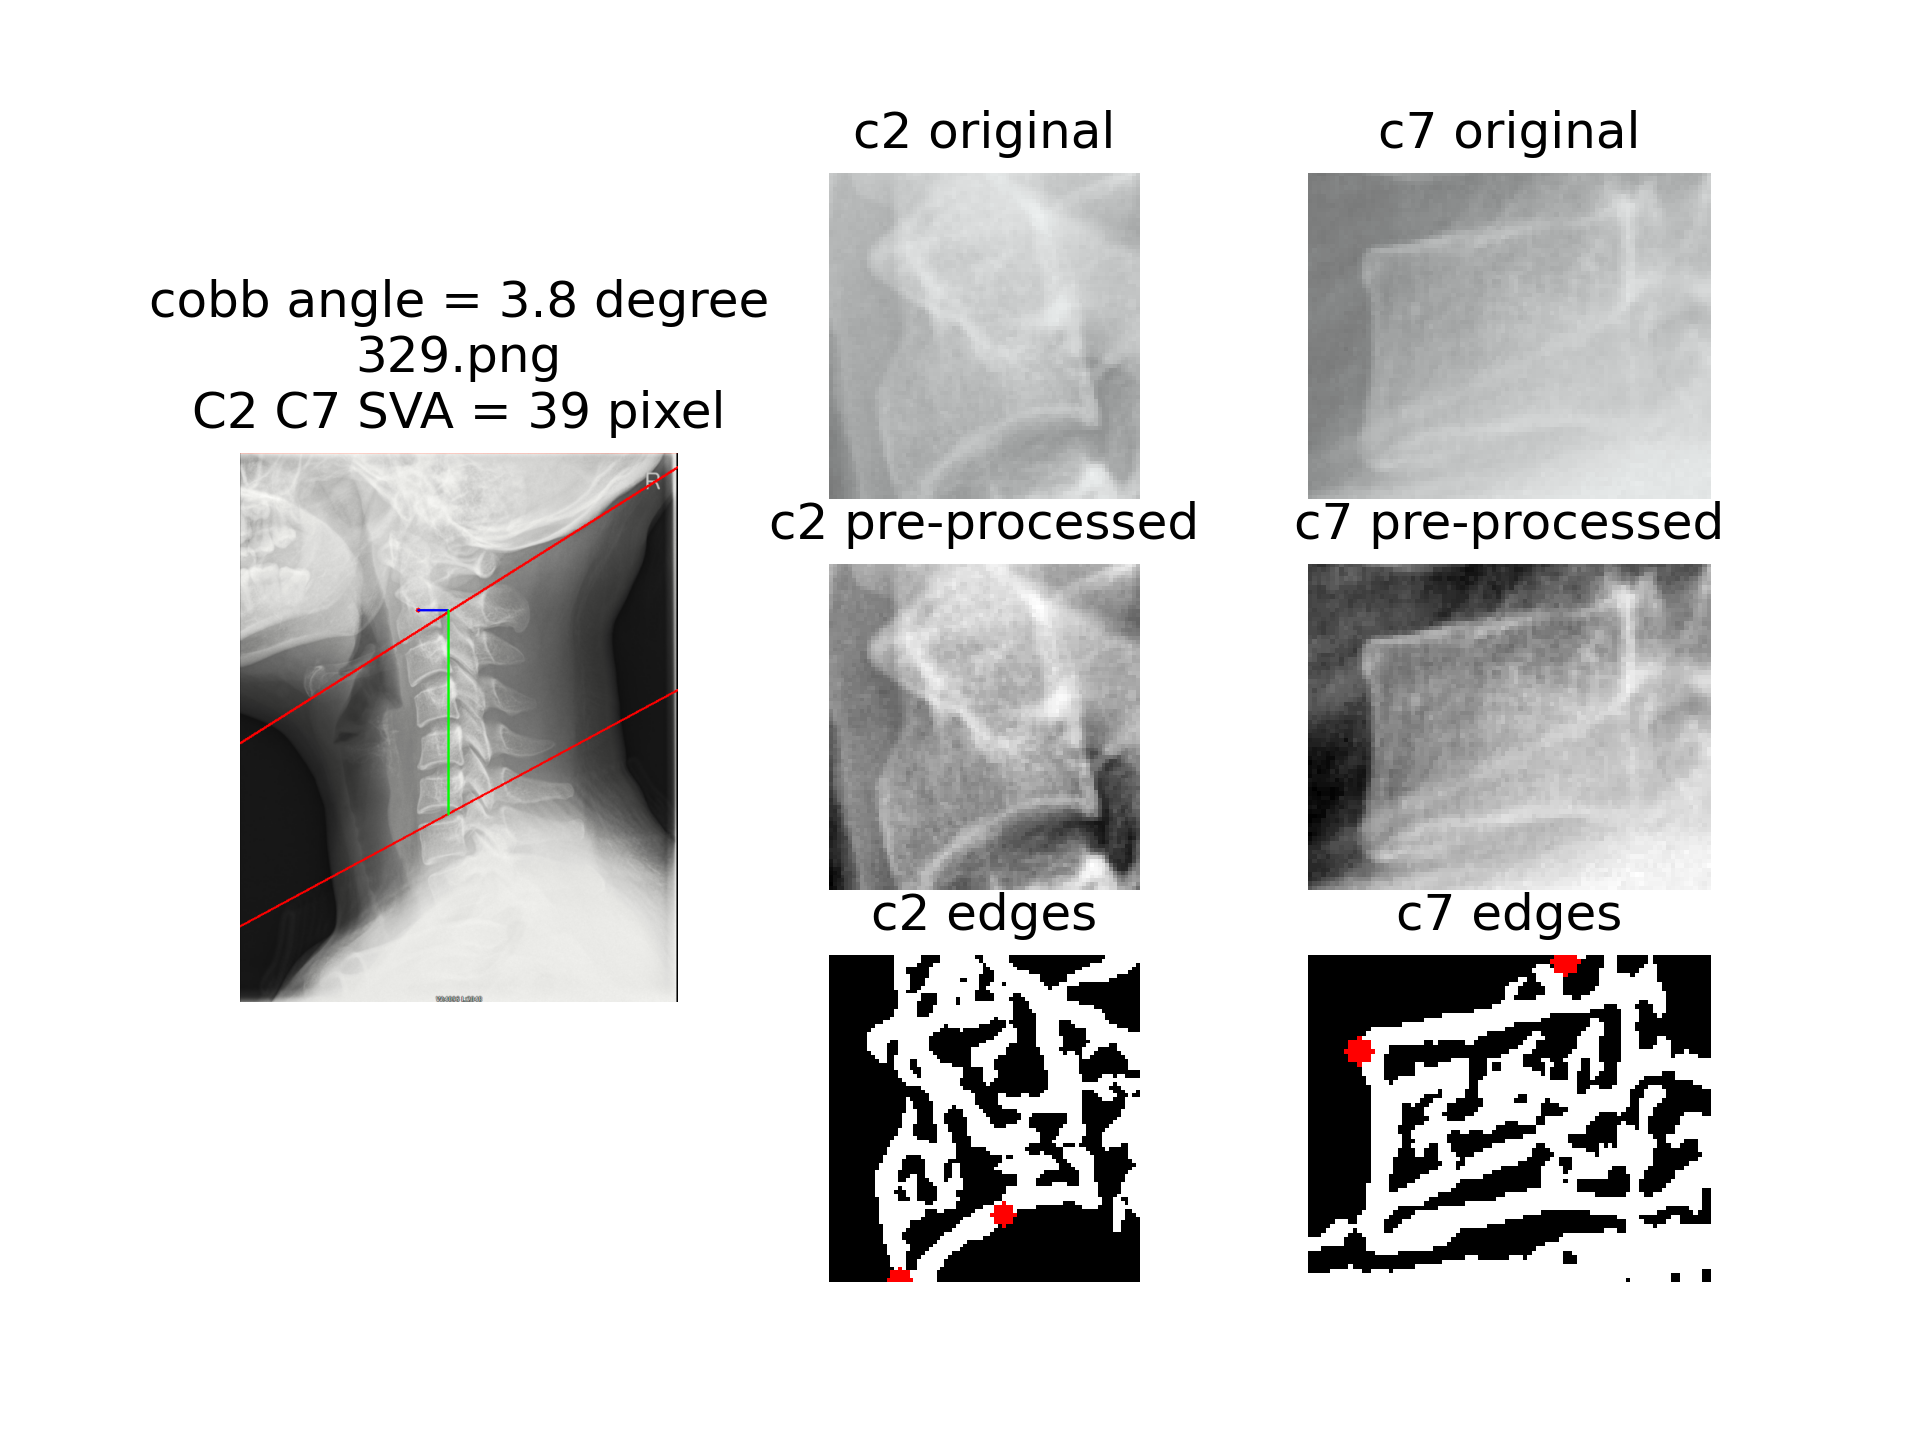 cobb angle = 3.8 degree
329.png
C2 C7 SVA = 39 pixel
R
c2 original
c7 original
c2 pre-processed
c7 pre-processed
c2 edges
c7 edges